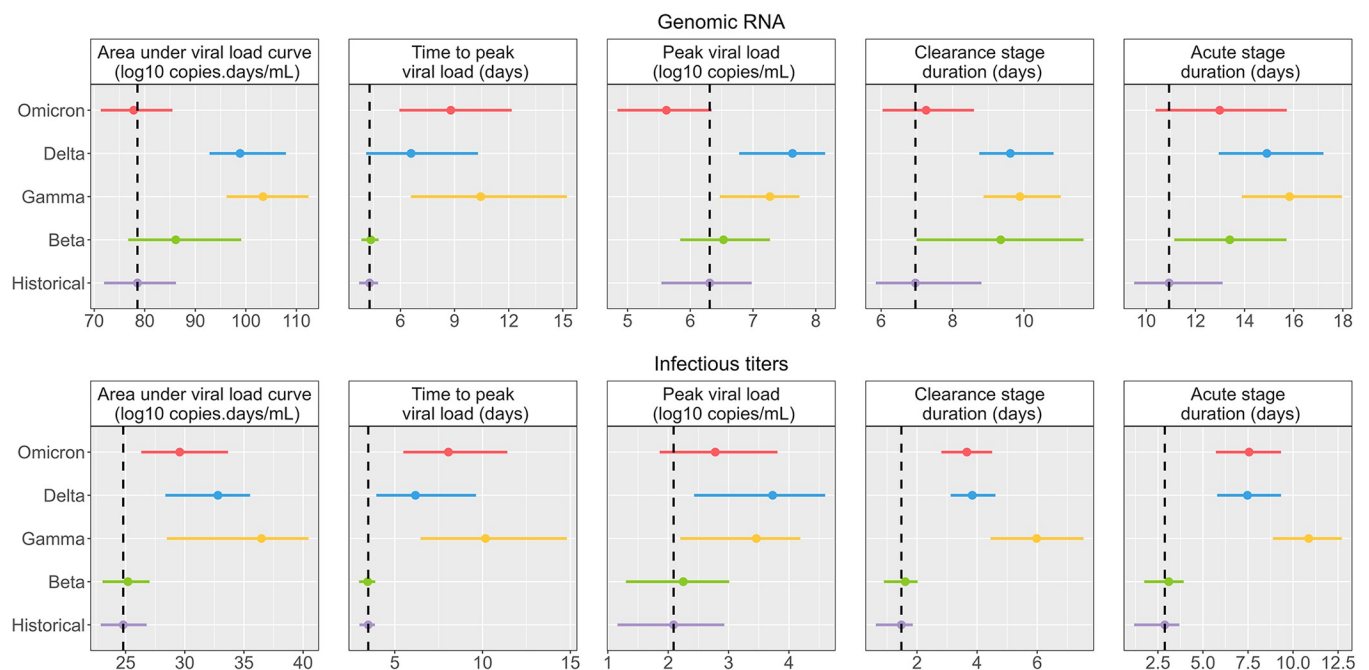 Genomic RNA
Area under viral load curve
(log10 copies.days/mL)
Time to peak
viral load (days)
Peak viral load
(log10 copies/mL)
Clearance stage
duration (days)
Acute stage
duration (days)
Omicron
Delta
Gamma
Beta
Historical
70 80 90 100 110
6 9 12 15
5 6 7 8
6 8 10
10 12 14 16 18
Infectious titers
Area under viral load curve
(log10 copies.days/mL)
Time to peak
viral load (days)
Peak viral load
(log10 copies/mL)
Clearance stage
duration (days)
Acute stage
duration (days)
Omicron
Delta
Gamma
Beta
Historical
25 30 35 40
5 10 15
1 2 3 4
2 4 6
2.5 5.0 7.5 10.0 12.5